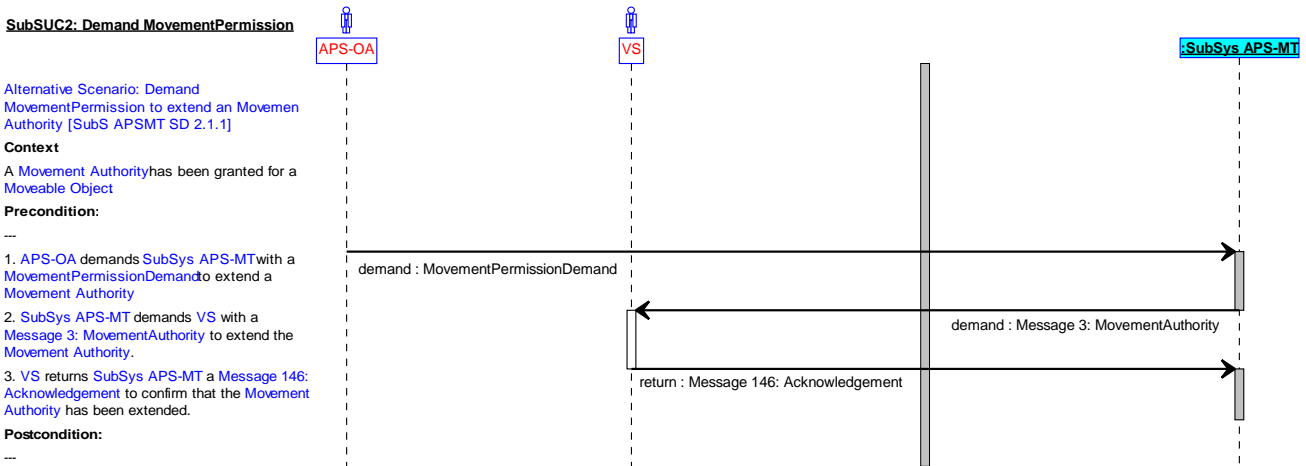 SubSUC2: Demand MovementPermission
APS-OA
VS
:SubSys APS-MT
Alternative Scenario: Demand
MovementPermission to extend an Movemen
Authority [SubS APSMT SD 2.1.1]
Context
A Movement Authorityhas been granted for a
Moveable Object
Precondition:
---
1. APS-OA demands SubSys APS-MTwith a
MovementPermissionDemandto extend a
Movement Authority
demand : MovementPermissionDemand
2. SubSys APS-MT demands VS with a
Message 3: MovementAuthority to extend the
Movement Authority.
demand : Message 3: MovementAuthority
3. VS returns SubSys APS-MT a Message 146:
Acknowledgement to confirm that the Movement
Authority has been extended.
return : Message 146: Acknowledgement
Postcondition:
---